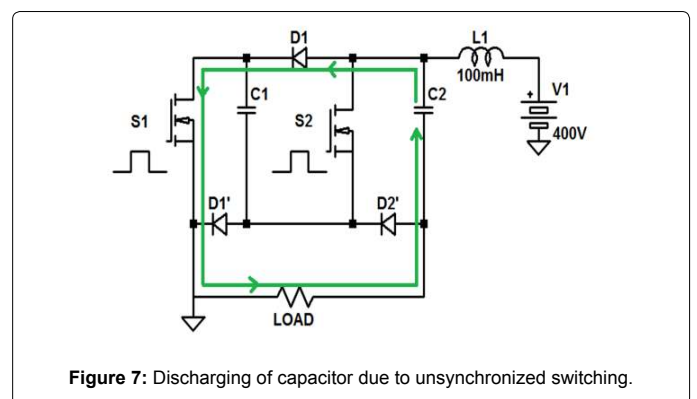 D1
L1
100mH
V1
+
400V
C1
C2
S1
S2
D1'
D2'
LOAD
Figure 7: Discharging of capacitor due to unsynchronized switching.